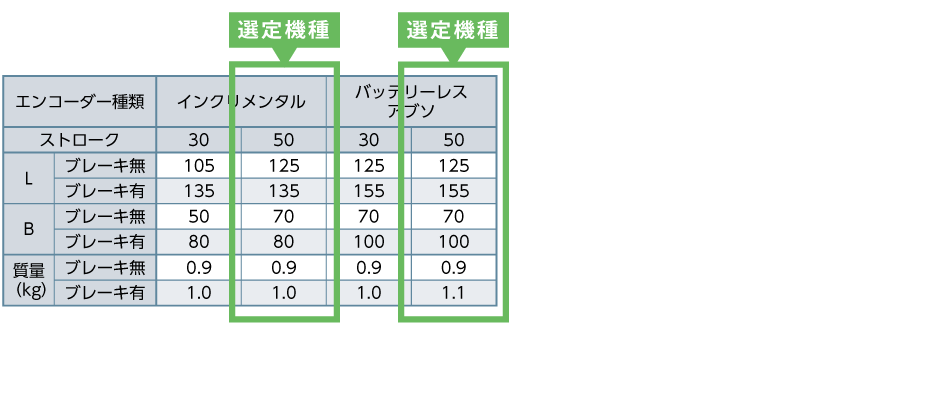 選定機種 選定機種
エンコーダー種類 インクリメンタル バッテリーレス
アブソ
ストローク 30 50 30 50
L ブレーキ無 105 125 125 125
ブレーキ有 135 135 155 155
B ブレーキ無 50 70 70 70
ブレーキ有 80 80 100 100
質量
(kg) ブレーキ無 0.9 0.9 0.9 0.9
ブレーキ有 1.0 1.0 1.0 1.1